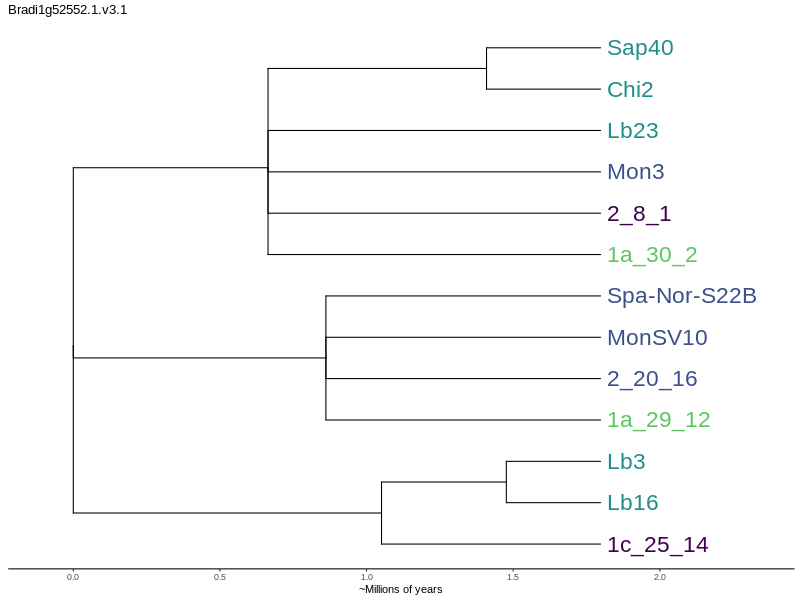 Bradi1g52552.1.v3.1
Sap40
Chi2
Lb23
Mon3
2_8_1
1a_30_2
Spa-Nor-S22B
MonSV10
2_20_16
1a_29_12
Lb3
Lb16
1c_25_14
0.0 0.5 1.0 1.5 2.0
~Millions of years